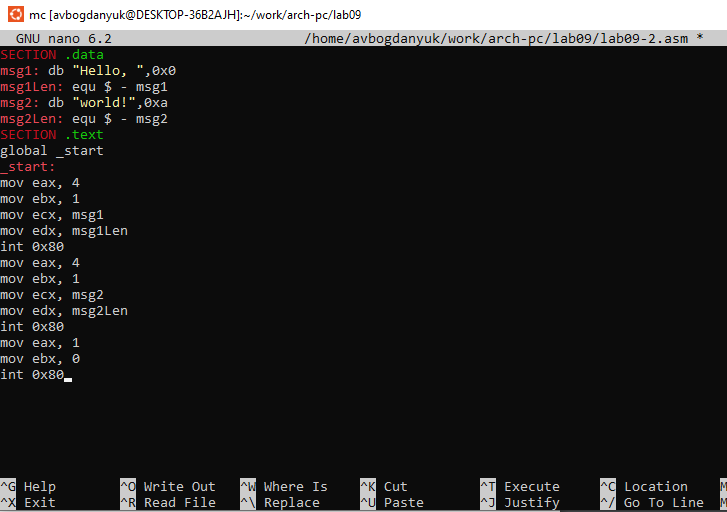 mc [avbogdanyuk@DESKTOP-36B2AJH]:~/work/arch-pc/lab09
GNU nano 6.2 /home/avbogdanyuk/work/arch-pc/lab09/lab09-2.asm *
SECTION .data
msg1: db "Hello, ",0x0
msg1Len: equ $ - msg1
msg2: db "world!",0xa
msg2Len: equ $ - msg2
SECTION .text
global _start
_start:
mov eax, 4
mov ebx, 1
mov ecx, msg1
mov edx, msg1Len
int 0x80
mov eax, 4
mov ebx, 1
mov ecx, msg2
mov edx, msg2Len
int 0x80
mov eax, 1
mov ebx, 0
int 0x80
^G Help ^O Write Out ^W Where Is ^K Cut ^T Execute ^C Location M
^X Exit ^R Read File ^\ Replace ^U Paste ^J Justify ^/ Go To Line M